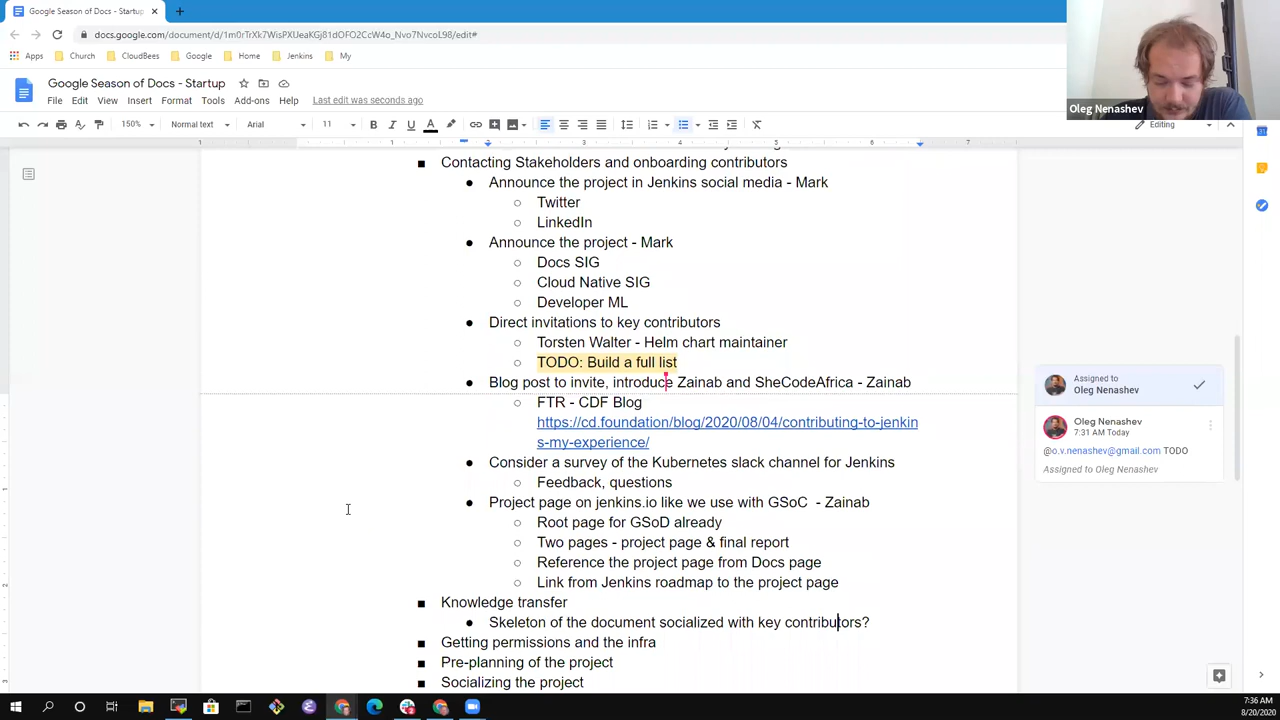 Google Season of Docs - Startup
docs.google.com/document/d/1m0rTrXk7WisPXUeaKGj81dOFO2CcW4o_Nvo7NvcoL98/edit#
Apps Church CloudBees Google Home Jenkins My
Oleg Nenashev
Google Season of Docs - Startup
File Edit View Insert Format Tools Add-ons Help Last edit was seconds ago
150% Normal text Arial 11 B I U A Editing
1 1 2 3 4 5 6 7
Contacting Stakeholders and onboarding contributors
Announce the project in Jenkins social media - Mark
Twitter
LinkedIn
Announce the project - Mark
Docs SIG
Cloud Native SIG
Developer ML
Direct invitations to key contributors
Torsten Walter - Helm chart maintainer
TODO: Build a full list
Blog post to invite, introduce Zainab and SheCodeAfrica - Zainab
FTR - CDF Blog
https://cd.foundation/blog/2020/08/04/contributing-to-jenkin
s-my-experience/
Consider a survey of the Kubernetes slack channel for Jenkins
Feedback, questions
Project page on jenkins.io like we use with GSoC - Zainab
Root page for GSoD already
Two pages - project page & final report
Reference the project page from Docs page
Link from Jenkins roadmap to the project page
Knowledge transfer
Skeleton of the document socialized with key contributors?
Getting permissions and the infra
Pre-planning of the project
Socializing the project
Assigned to
Oleg Nenashev
Oleg Nenashev
7:31 AM Today
@o.v.nenashev@gmail.com TODO
Assigned to Oleg Nenashev
7:36 AM
8/20/2020